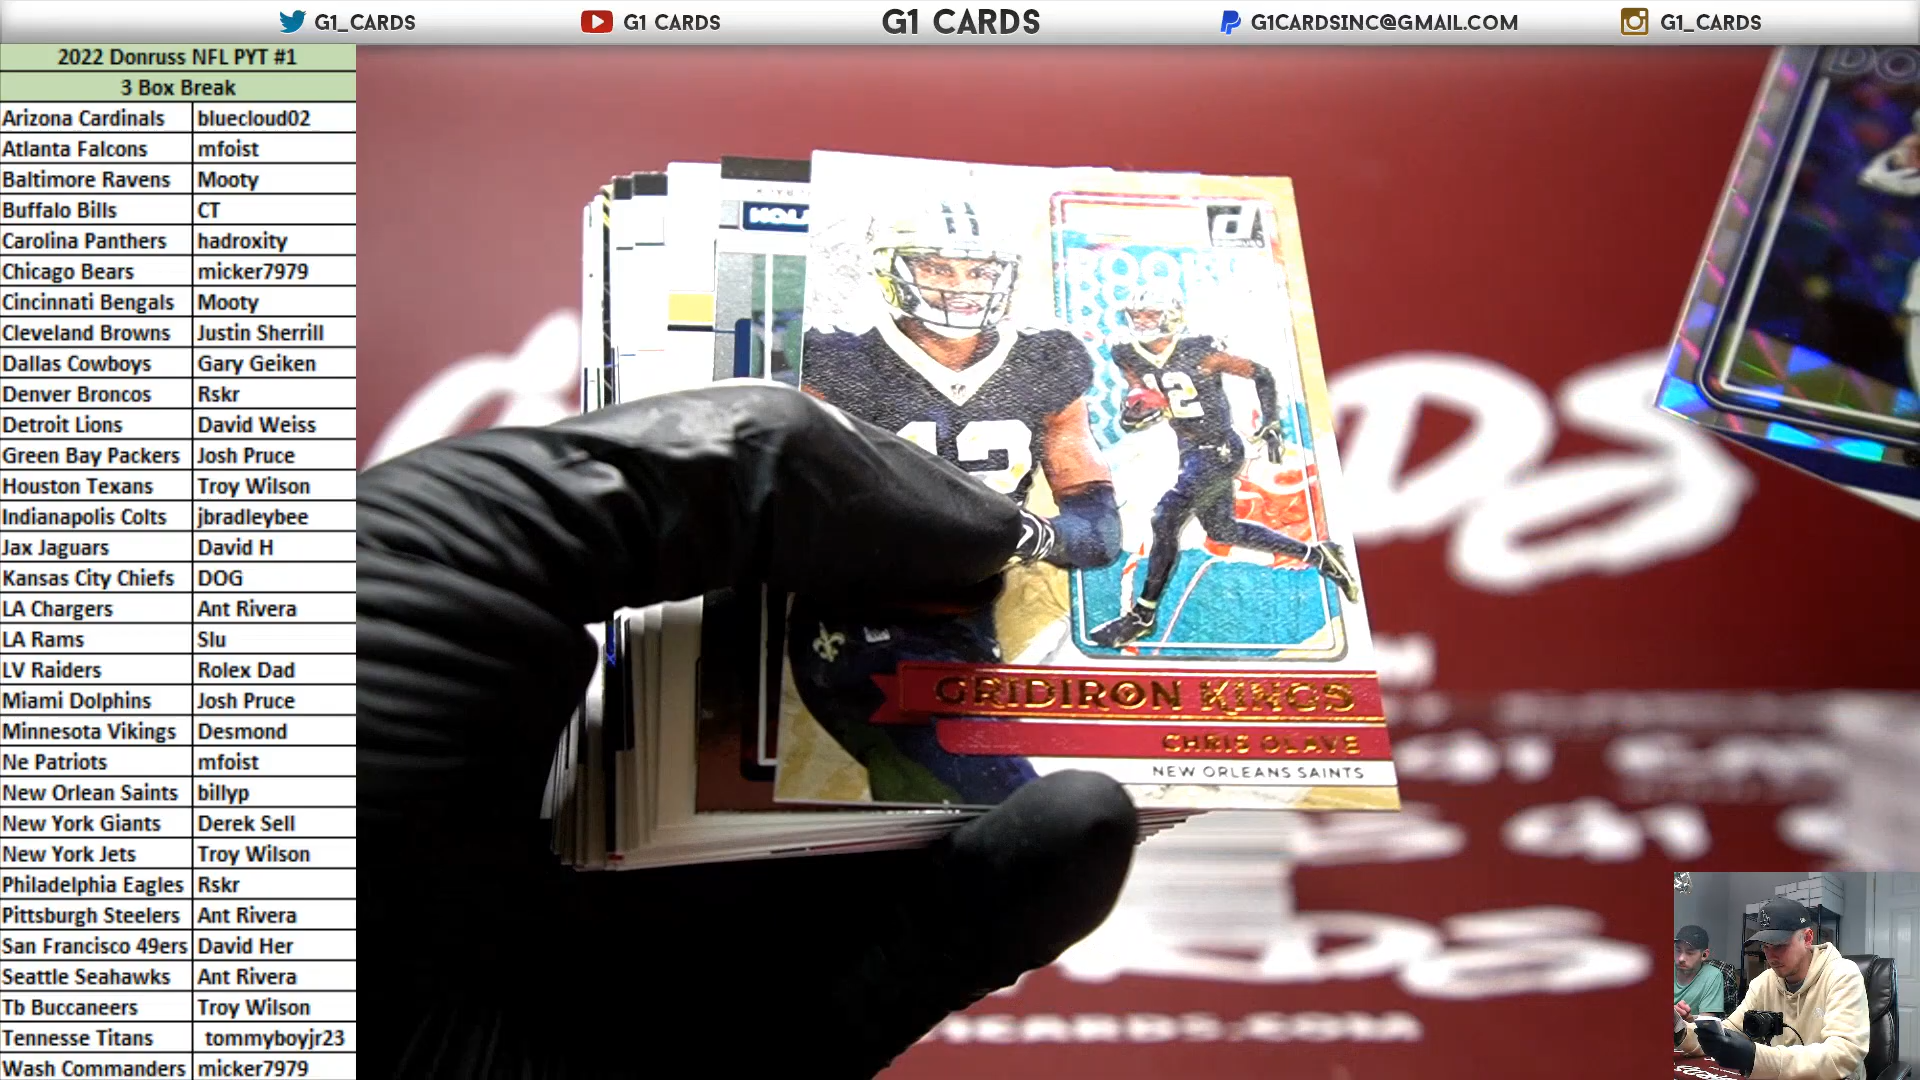 G1_CARDS
G1 CARDS
G1 CARDS
G1CARDSINC@GMAIL.COM
G1_CARDS
2022 Donruss NFL PYT #1
3 Box Break
Arizona Cardinals bluecloud02
Atlanta Falcons mfoist
Baltimore Ravens Mooty
Buffalo Bills CT
Carolina Panthers hadroxity
Chicago Bears micker7979
Cincinnati Bengals Mooty
Cleveland Browns Justin Sherrill
Dallas Cowboys Gary Geiken
Denver Broncos Rskr
Detroit Lions David Weiss
Green Bay Packers Josh Pruce
Houston Texans Troy Wilson
Indianapolis Colts jbradleybee
Jax Jaguars David H
Kansas City Chiefs DOG
LA Chargers Ant Rivera
LA Rams Slu
LV Raiders Rolex Dad
Miami Dolphins Josh Pruce
Minnesota Vikings Desmond
Ne Patriots mfoist
New Orlean Saints billyp
New York Giants Derek Sell
New York Jets Troy Wilson
Philadelphia Eagles Rskr
Pittsburgh Steelers Ant Rivera
San Francisco 49ers David Her
Seattle Seahawks Ant Rivera
Tb Buccaneers Troy Wilson
Tennesse Titans tommyboyjr23
Wash Commanders micker7979
12
12
GRIDIRON KINGS
CHRIS OLAVE
NEW ORLEANS SAINTS